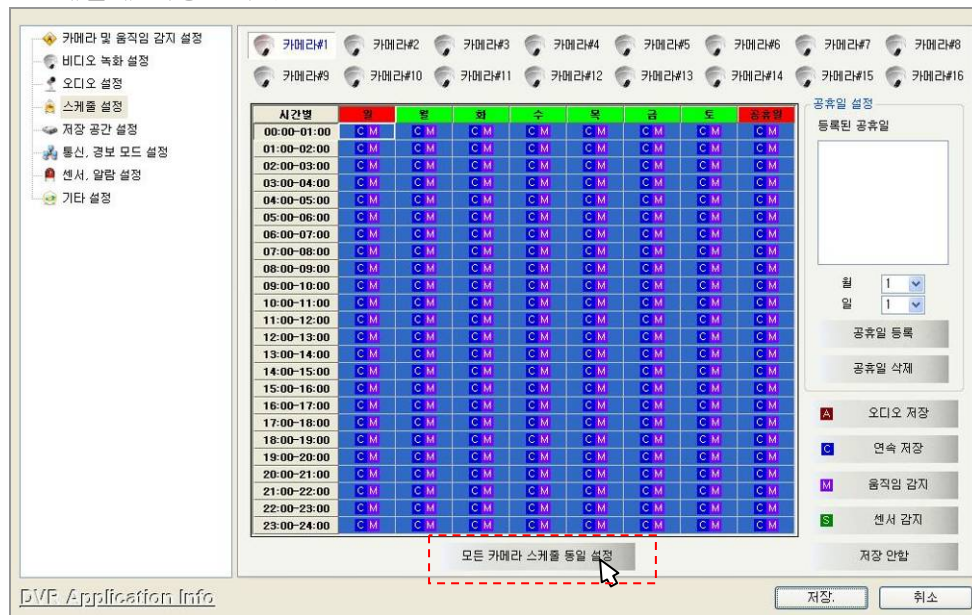 카메라 및 움직임 감지 설정
비디오 녹화 설정
오디오 설정
스케쥴 설정
저장 공간 설정
통신, 경보 모드 설정
센서, 알람 설정
기타 설정
카메라#1 카메라#2 카메라#3 카메라#4 카메라#5 카메라#6 카메라#7 카메라#8
카메라#9 카메라#10 카메라#11 카메라#12 카메라#13 카메라#14 카메라#15 카메라#16
시간별 월 화 수 목 금 토 공휴일
00:00-01:00 C M C M C M C M C M C M C M C M
01:00-02:00 C M C M C M C M C M C M C M C M
02:00-03:00 C M C M C M C M C M C M C M C M
03:00-04:00 C M C M C M C M C M C M C M C M
04:00-05:00 C M C M C M C M C M C M C M C M
05:00-06:00 C M C M C M C M C M C M C M C M
06:00-07:00 C M C M C M C M C M C M C M C M
07:00-08:00 C M C M C M C M C M C M C M C M
08:00-09:00 C M C M C M C M C M C M C M C M
09:00-10:00 C M C M C M C M C M C M C M C M
10:00-11:00 C M C M C M C M C M C M C M C M
11:00-12:00 C M C M C M C M C M C M C M C M
12:00-13:00 C M C M C M C M C M C M C M C M
13:00-14:00 C M C M C M C M C M C M C M C M
14:00-15:00 C M C M C M C M C M C M C M C M
15:00-16:00 C M C M C M C M C M C M C M C M
16:00-17:00 C M C M C M C M C M C M C M C M
17:00-18:00 C M C M C M C M C M C M C M C M
18:00-19:00 C M C M C M C M C M C M C M C M
19:00-20:00 C M C M C M C M C M C M C M C M
20:00-21:00 C M C M C M C M C M C M C M C M
21:00-22:00 C M C M C M C M C M C M C M C M
22:00-23:00 C M C M C M C M C M C M C M C M
23:00-24:00 C M C M C M C M C M C M C M C M
모든 카메라 스케줄 동일 설정
공휴일 설정
등록된 공휴일
월 1
일 1
공휴일 등록
공휴일 삭제
A 오디오 저장
C 연속 저장
M 움직임 감지
S 센서 감지
저장 안함
DVR Application Info
저장.
취소